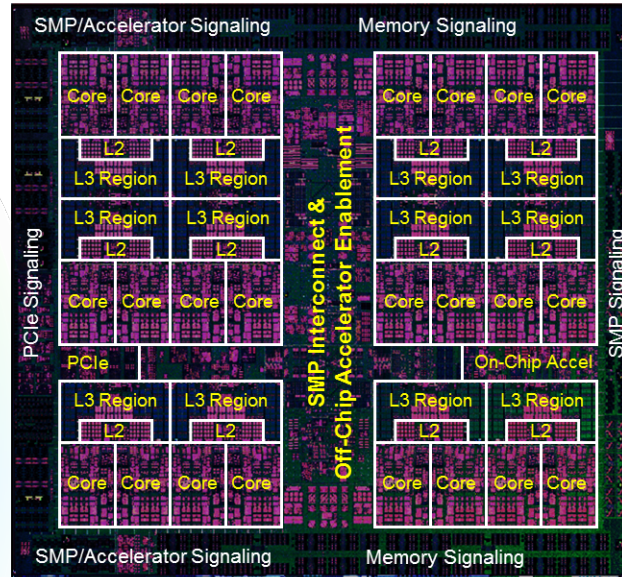 SMP/Accelerator Signaling Memory Signaling
Core Core Core Core Core Core Core Core
L2 L2 L2 L2
L3 Region L3 Region L3 Region L3 Region
L3 Region L3 Region L3 Region L3 Region
L2 L2 L2 L2
Core Core Core Core Core Core Core Core
PCIe Signaling
SMP Interconnect &
Off-Chip Accelerator Enablement
SMP Signaling
PCIe On-Chip Accel
L3 Region L3 Region L3 Region L3 Region
L2 L2 L2 L2
Core Core Core Core Core Core Core Core
SMP/Accelerator Signaling Memory Signaling